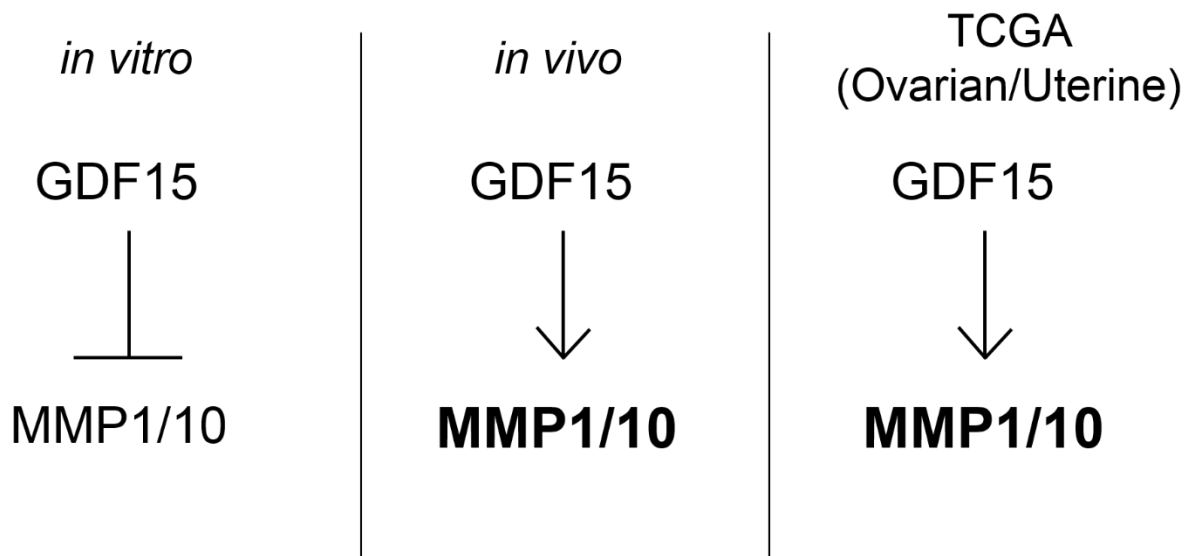 in vitro
GDF15
MMP1/10
in vivo
GDF15
MMP1/10
TCGA
(Ovarian/Uterine)
GDF15
MMP1/10